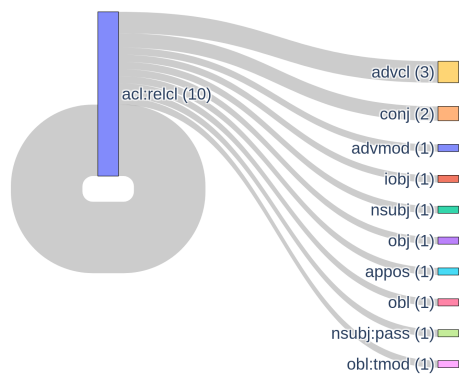 advcl (3)
acl:relcl (10)
conj (2)
advmod (1)
iobj (1)
nsubj (1)
obj (1)
appos (1)
obl (1)
nsubj:pass (1)
obl:tmod (1)